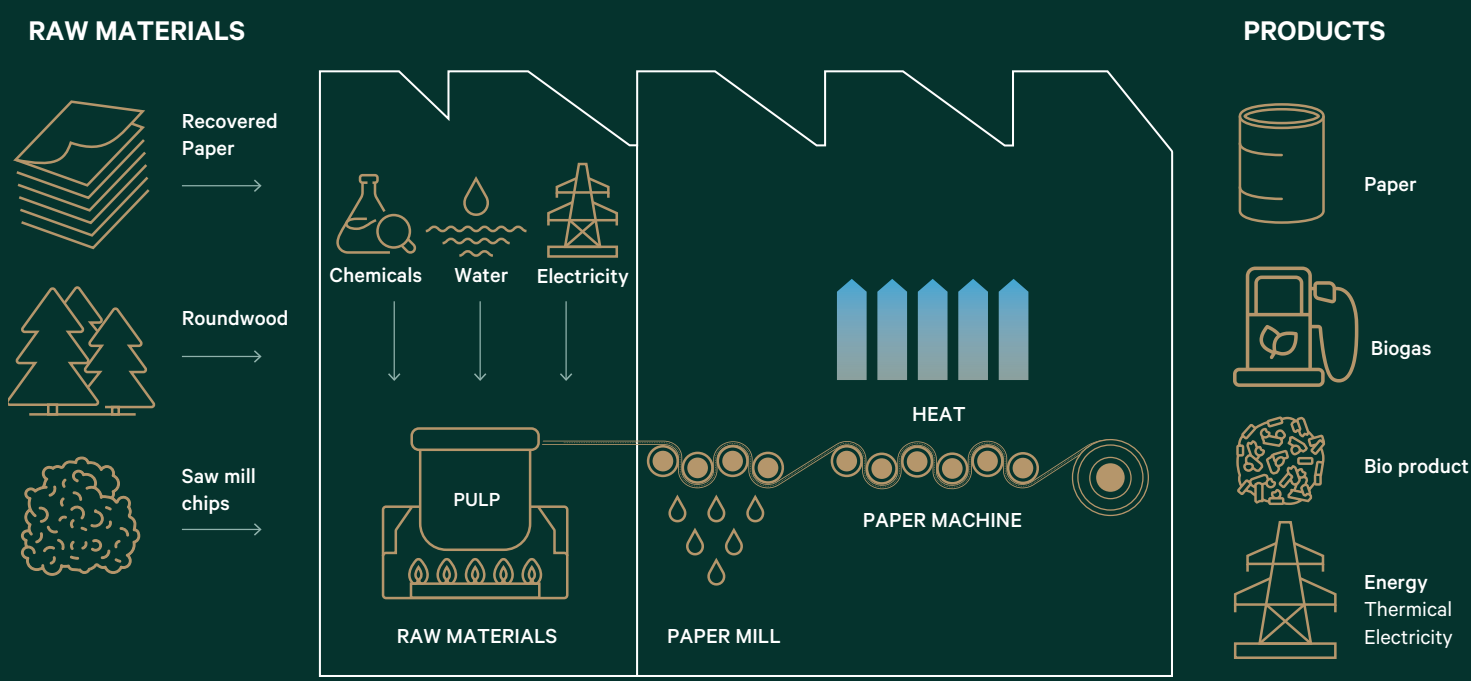 RAW MATERIALS
Recovered
Paper
Roundwood
Saw mill
chips
Chemicals
Water
Electricity
PULP
RAW MATERIALS
PAPER MILL
HEAT
PAPER MACHINE
PRODUCTS
Paper
Biogas
Bio product
Energy
Thermical
Electricity